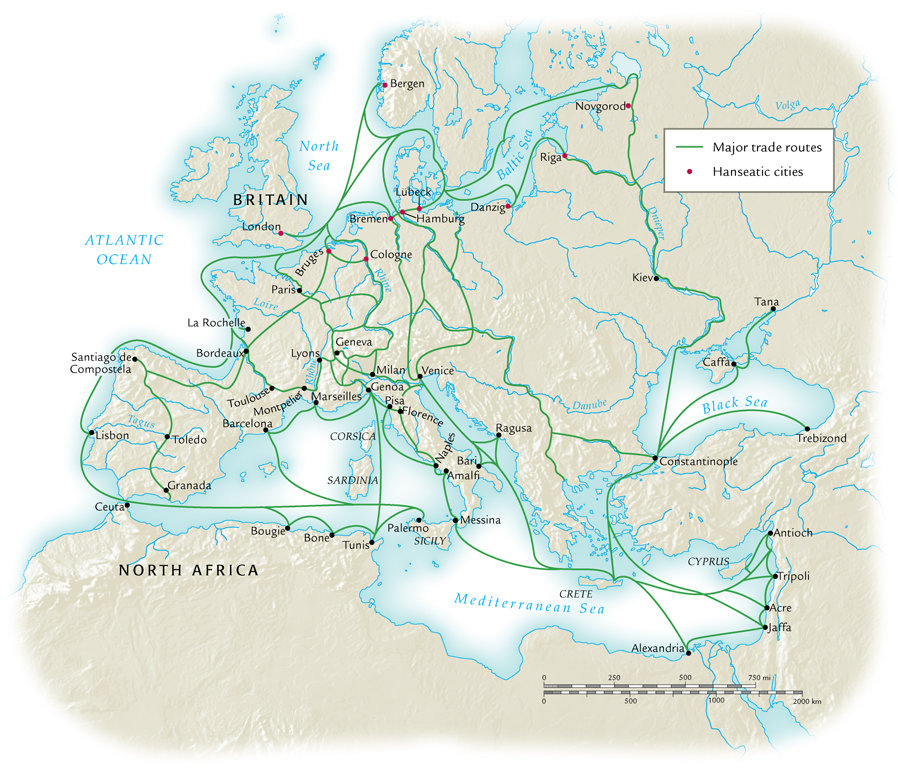 Bergen
Novgorod
Volga
North
Sea
Baltic Sea
Major trade routes
Hanseatic cities
Riga
BRITAIN
Lübeck
Danzig
Bremen
Hamburg
London
Dnieper
ATLANTIC
OCEAN
Bruges
Cologne
Rhine
Kiev
Paris
Loire
Tana
La Rochelle
Geneva
Bordeaux
Lyons
Santiago de
Compostela
Rhône
Milan
Venice
Caffa
Toulouse
Montpelier
Marseilles
Genoa
Pisa
Florence
Danube
Black Sea
Barcelona
Tagus
Lisbon
Toledo
CORSICA
Ragusa
Trebizond
Naples
Bari
Constantinople
SARDINIA
Amalfi
Granada
Ceuta
Palermo
Messina
Bougie
Bone
Tunis
SICILY
Antioch
NORTH AFRICA
CYPRUS
Tripoli
CRETE
Mediterranean Sea
Acre
Jaffa
Alexandria
0 250 500 750 mi
0 500 1000 2000 km